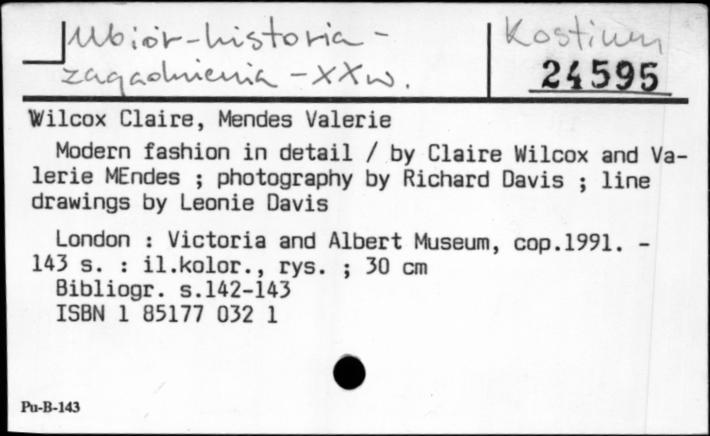 Ubiór-historia-
zagadnienia - XX w.
Kostium
24595
Wilcox Claire, Mendes Valerie
Modern fashion in detail / by Claire Wilcox and Va-
lerie MEndes ; photography by Richard Davis ; line
drawings by Leonie Davis
London : Victoria and Albert Museum, cop.1991. -
143 s. : il.kolor., rys. ; 30 cm
Bibliogr. s.142-143
ISBN 1 85177 032 1
Pu-B-143